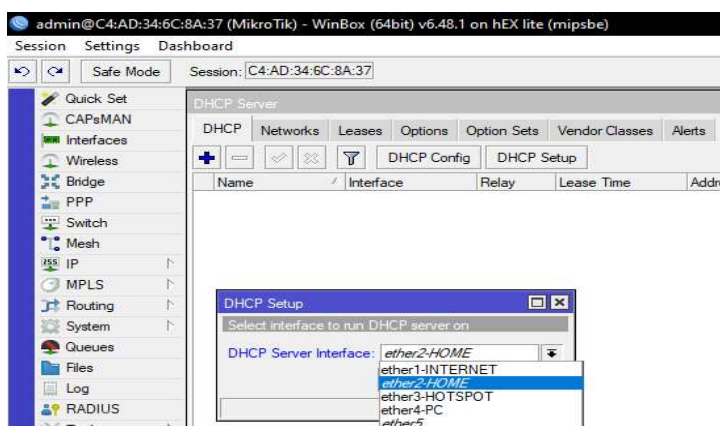 admin@C4:AD:34:6C:8A:37 (MikroTik) - WinBox (64bit) v6.48.1 on hEX lite (mipsbe)
Session Settings Dashboard
Safe Mode Session: C4:AD:34:6C:8A:37
Quick Set
CAPsMAN
Interfaces
Wireless
Bridge
PPP
Switch
Mesh
IP
MPLS
Routing
System
Queues
Files
Log
RADIUS
DHCP Server
DHCP Networks Leases Options Option Sets Vendor Classes Alerts
DHCP Config DHCP Setup
Name Interface Relay Lease Time
DHCP Setup
Select interface to run DHCP server on
DHCP Server Interface: ether2-HOME
ether1-INTERNET
ether2-HOME
ether3-HOTSPOT
ether4-PC
ether5